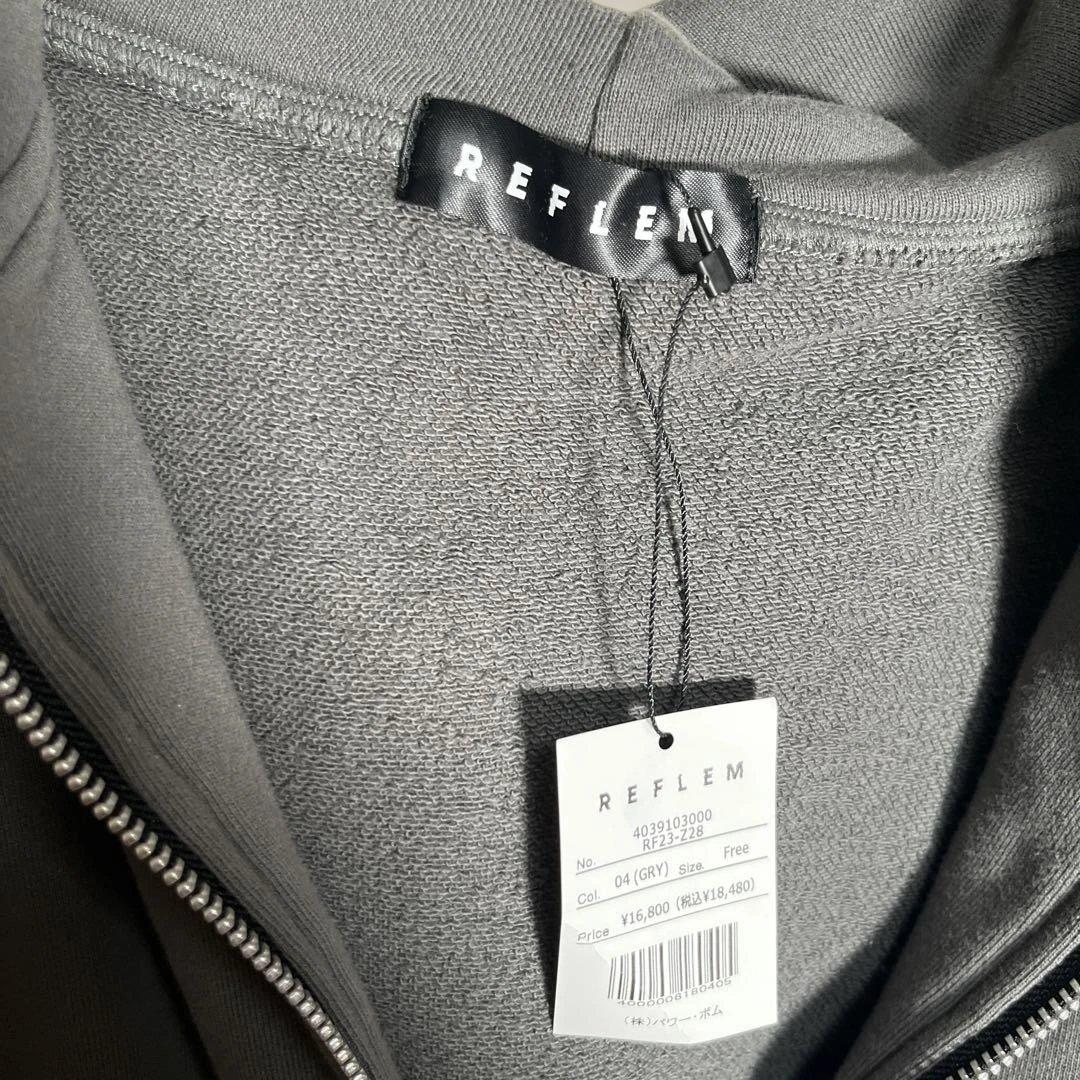 REFLEM
REFLEM
No. 4039103000
RF23-Z28
Col. 04(GRY) Size. Free
Price ¥16,800 (税込¥18,480)
4000008180405
(株)パワー・ボム